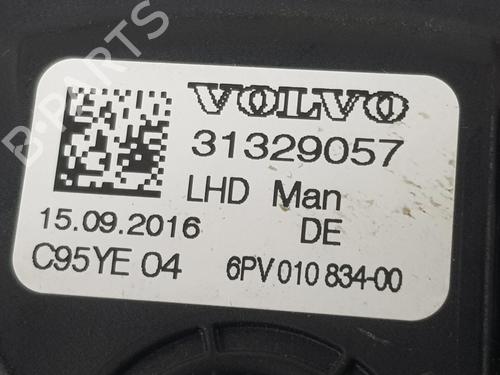 B-PARTS
VOLVO
31329057
LHD Man
15.09.2016 DE
C95YE 04 6PV 010 834-00